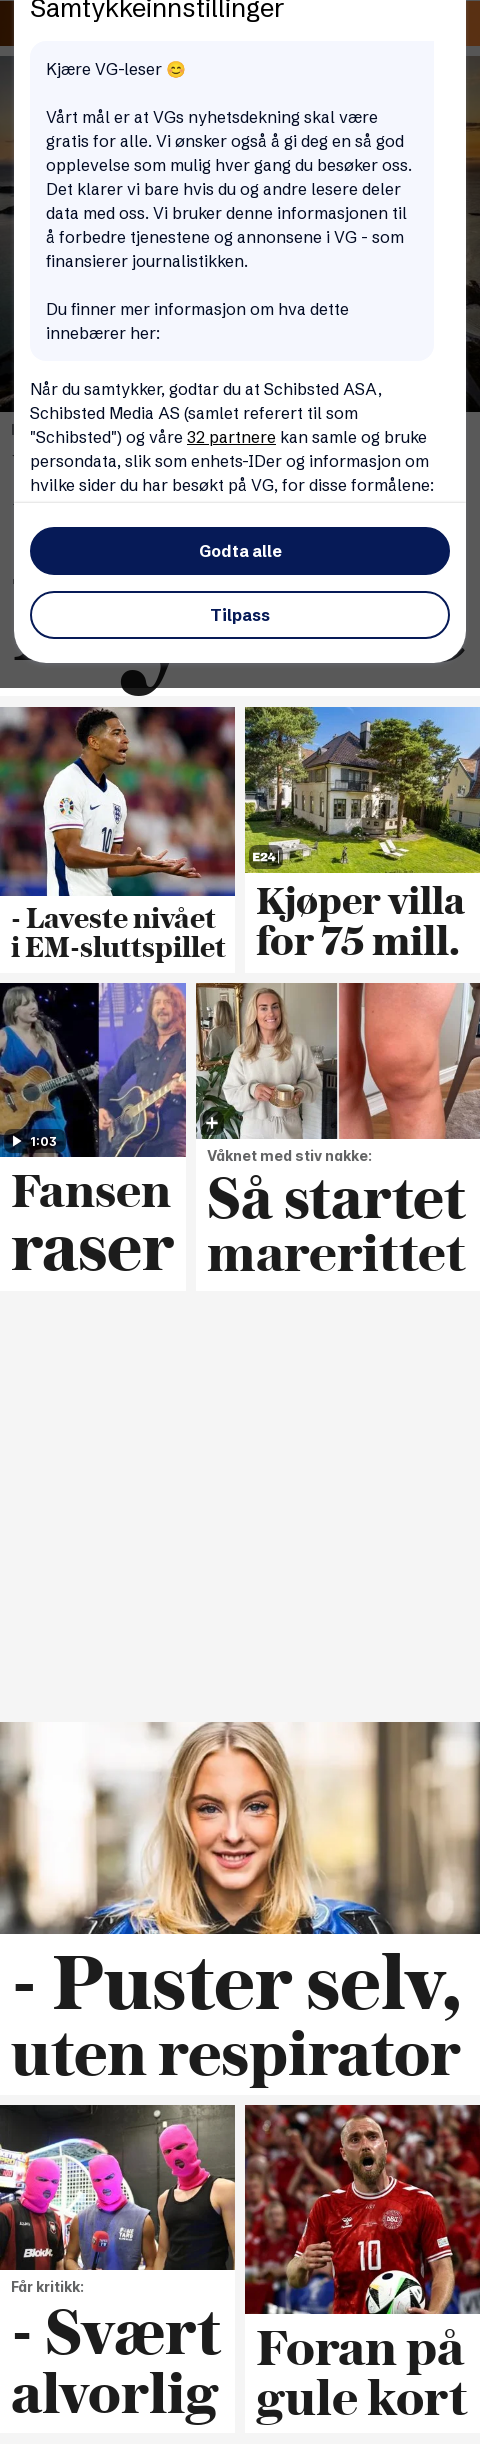 Samtykkeinnstillinger
Kjære VG-leser 😊
Vårt mål er at VGs nyhetsdekning skal være
gratis for alle. Vi ønsker også å gi deg en så god
opplevelse som mulig hver gang du besøker oss.
Det klarer vi bare hvis du og andre lesere deler
data med oss. Vi bruker denne informasjonen til
å forbedre tjenestene og annonsene i VG - som
finansierer journalistikken.
Du finner mer informasjon om hva dette
innebærer her:
Når du samtykker, godtar du at Schibsted ASA,
Schibsted Media AS (samlet referert til som
"Schibsted") og våre 32 partnere kan samle og bruke
persondata, slik som enhets-IDer og informasjon om
hvilke sider du har besøkt på VG, for disse formålene:
Godta alle
Tilpass
10
E24
- Laveste nivået
i EM-sluttspillet
Kjøper villa
for 75 mill.
1:03
Fansen
raser
Våknet med stiv nakke:
Så startet
marerittet
- Puster selv,
uten respirator
Blokk.
10
Får kritikk:
- Svært
alvorlig
Foran på
gule kort